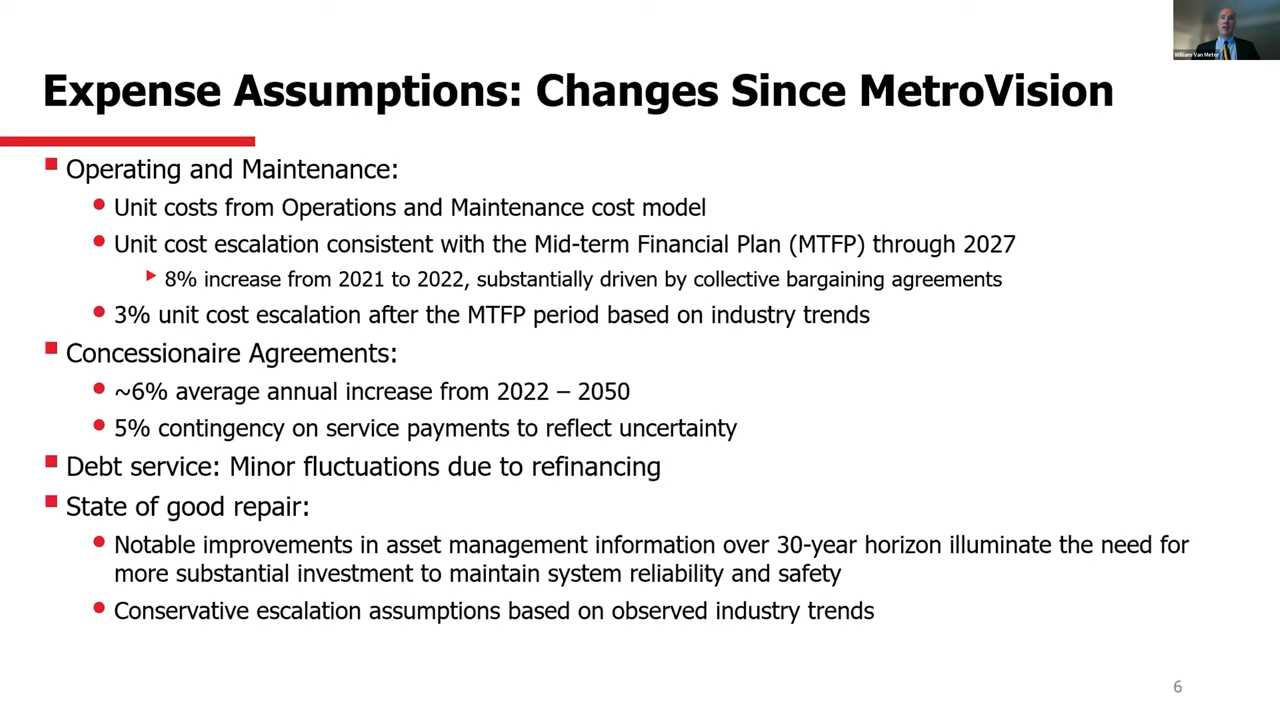 William Van Meter
Expense Assumptions: Changes Since MetroVision
Operating and Maintenance:
Unit costs from Operations and Maintenance cost model
Unit cost escalation consistent with the Mid-term Financial Plan (MTFP) through 2027
8% increase from 2021 to 2022, substantially driven by collective bargaining agreements
3% unit cost escalation after the MTFP period based on industry trends
Concessionaire Agreements:
~6% average annual increase from 2022 – 2050
5% contingency on service payments to reflect uncertainty
Debt service: Minor fluctuations due to refinancing
State of good repair:
Notable improvements in asset management information over 30-year horizon illuminate the need for
more substantial investment to maintain system reliability and safety
Conservative escalation assumptions based on observed industry trends
6